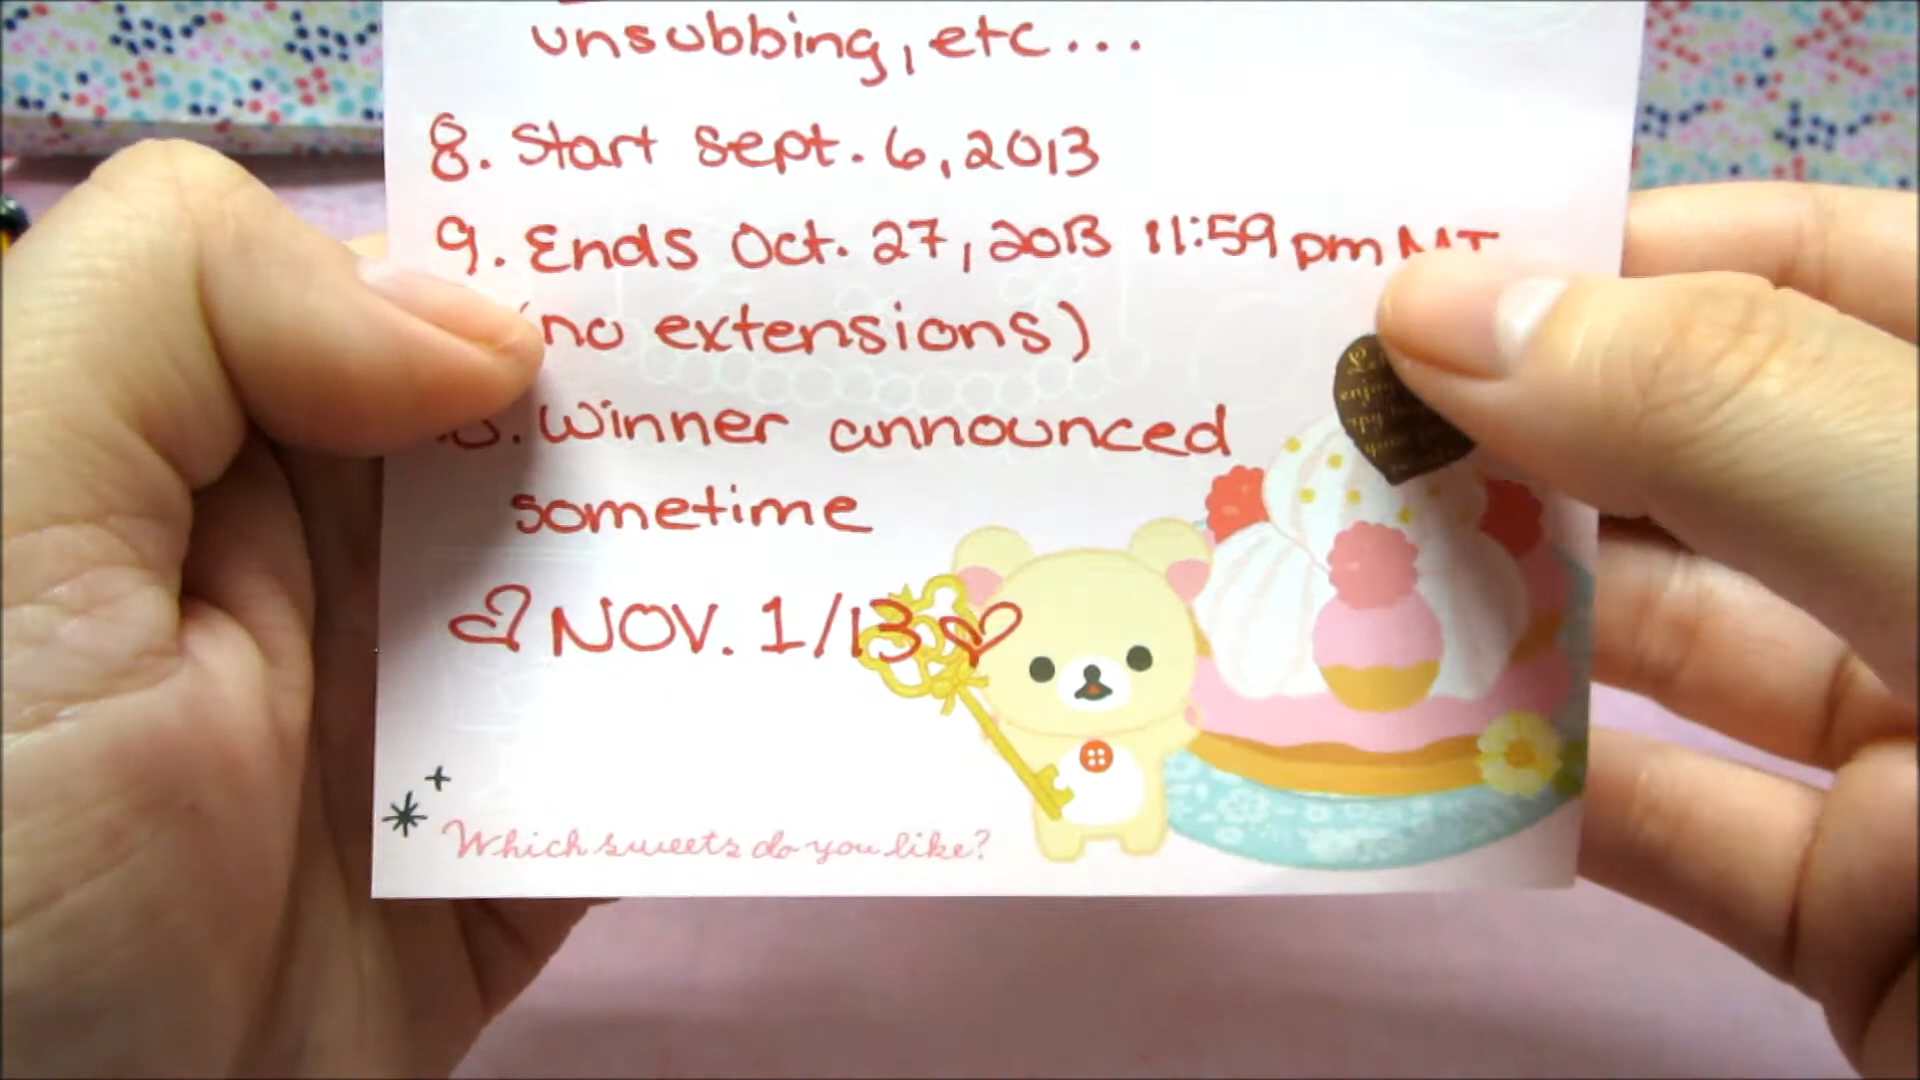 unsubbing, etc...
8. Start Sept. 6, 2013
9. Ends Oct. 27, 2013 11:59 pm MT
(no extensions)
. Winner announced
sometime
NOV. 1/13
Which sweets do you like?